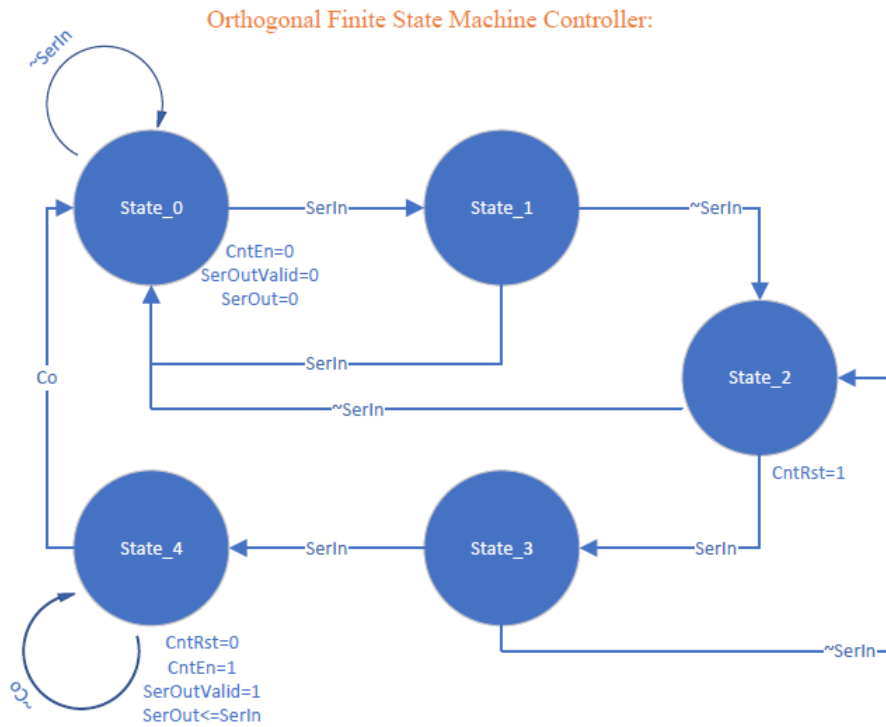 Orthogonal Finite State Machine Controller:
~SerIn
State_0
SerIn
State_1
~SerIn
CntEn=0
SerOutValid=0
SerOut=0
Co
SerIn
State_2
~SerIn
CntRst=1
State_4
SerIn
State_3
SerIn
~Co
CntRst=0
CntEn=1
SerOutValid=1
SerOut<=SerIn
~SerIn